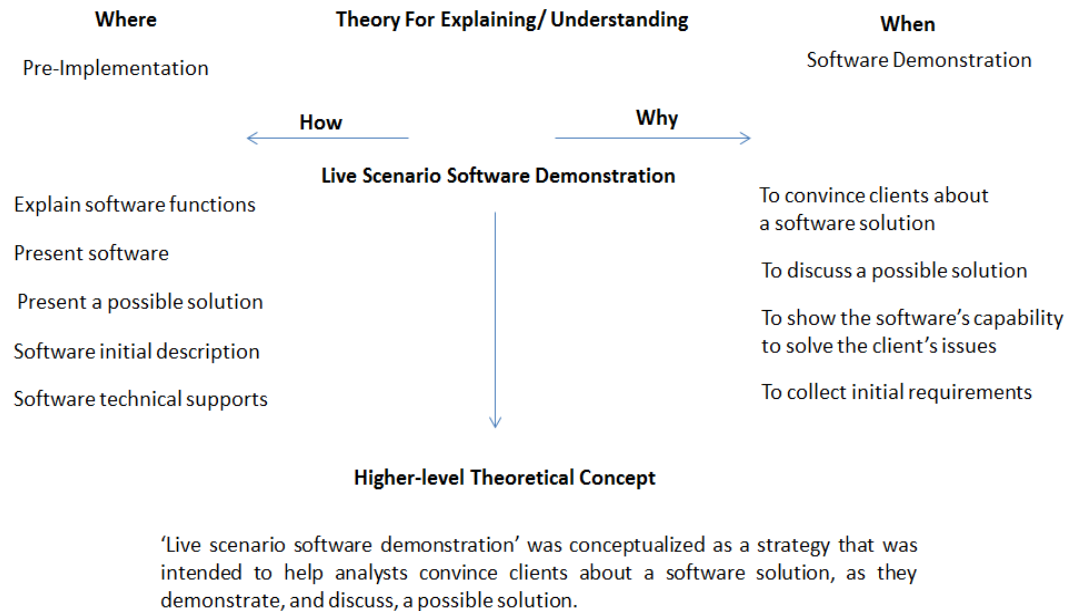 Where
Theory For Explaining/ Understanding
When
Pre-Implementation
Software Demonstration
How
Why
Live Scenario Software Demonstration
Explain software functions
Present software
Present a possible solution
Software initial description
Software technical supports
To convince clients about
a software solution
To discuss a possible solution
To show the software’s capability
to solve the client’s issues
To collect initial requirements
Higher-level Theoretical Concept
‘Live scenario software demonstration’ was conceptualized as a strategy that was
intended to help analysts convince clients about a software solution, as they
demonstrate, and discuss, a possible solution.